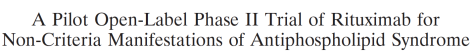 A Pilot Open-Label Phase II Trial of Rituximab for
Non-Criteria Manifestations of Antiphospholipid Syndrome